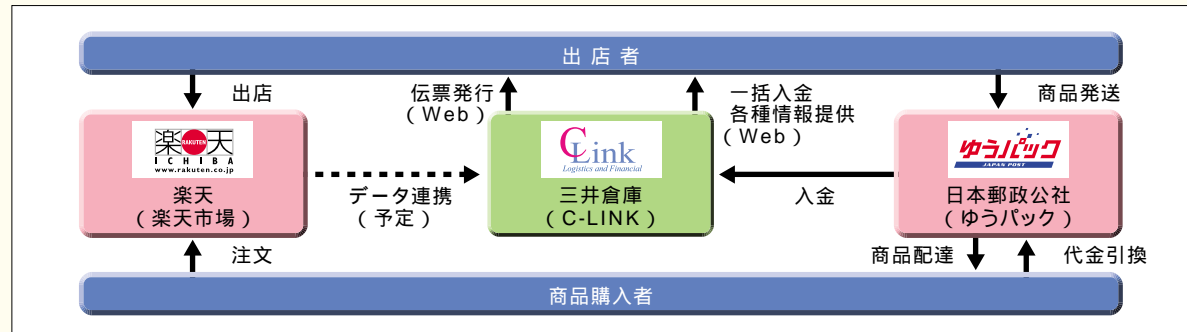 出店者
出店
伝票発行
(Web)
一括入金
各種情報提供
(Web)
商品発送
楽天
RAKUTEN
ICHIBA
www.rakuten.co.jp
楽天
(楽天市場)
データ連携
(予定)
CLink
Logistics and Financial
三井倉庫
(C-LINK)
入金
ゆうパック
JAPAN POST
日本郵政公社
(ゆうパック)
注文
商品配達
代金引換
商品購入者